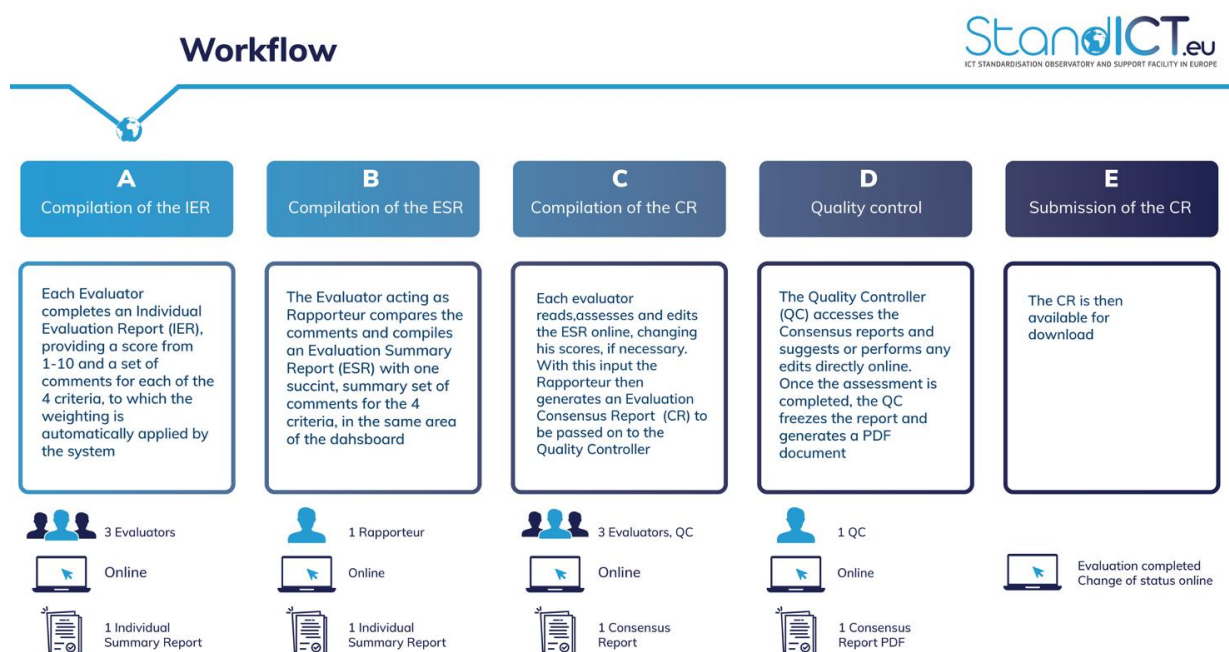 Workflow
StandICT.eu
ICT STANDARDISATION OBSERVATORY AND SUPPORT FACILITY IN EUROPE
A
Compilation of the IER
B
Compilation of the ESR
C
Compilation of the CR
D
Quality control
E
Submission of the CR
Each Evaluator
completes an Individual
Evaluation Report (IER),
providing a score from
1-10 and a set of
comments for each of the
4 criteria, to which the
weighting is
automatically applied by
the system
The Evaluator acting as
Rapporteur compares the
comments and compiles
an Evaluation Summary
Report (ESR) with one
succint, summary set of
comments for the 4
criteria, in the same area
of the dahsboard
Each evaluator
reads,assesses and edits
the ESR online, changing
his scores, if necessary.
With this input the
Rapporteur then
generates an Evaluation
Consensus Report (CR) to
be passed on to the
Quality Controller
The Quality Controller
(QC) accesses the
Consensus reports and
suggests or performs any
edits directly online.
Once the assessment is
completed, the QC
freezes the report and
generates a PDF
document
The CR is then
available for
download
3 Evaluators
Online
1 Individual
Summary Report
1 Rapporteur
Online
1 Individual
Summary Report
3 Evaluators, QC
Online
1 Consensus
Report
1 QC
Online
1 Consensus
Report PDF
Evaluation completed
Change of status online